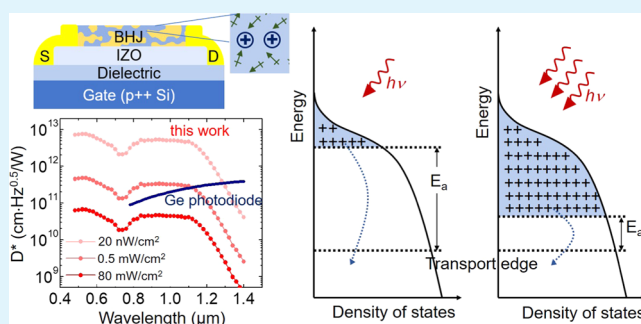 BHJ
S
IZO
D
Dielectric
Gate (p++ Si)
⊕ ⊕
D* (cm·Hz0.5/W)
10^13
10^12
10^11
10^10
10^9
this work
Ge photodiode
20 nW/cm2
0.5 mW/cm2
80 mW/cm2
0.4 0.6 0.8 1.0 1.2 1.4
Wavelength (μm)
Energy
hν
++
+++++
Ea
Density of states
Energy
hν
++
+++++
Ea
Transport edge
Density of states